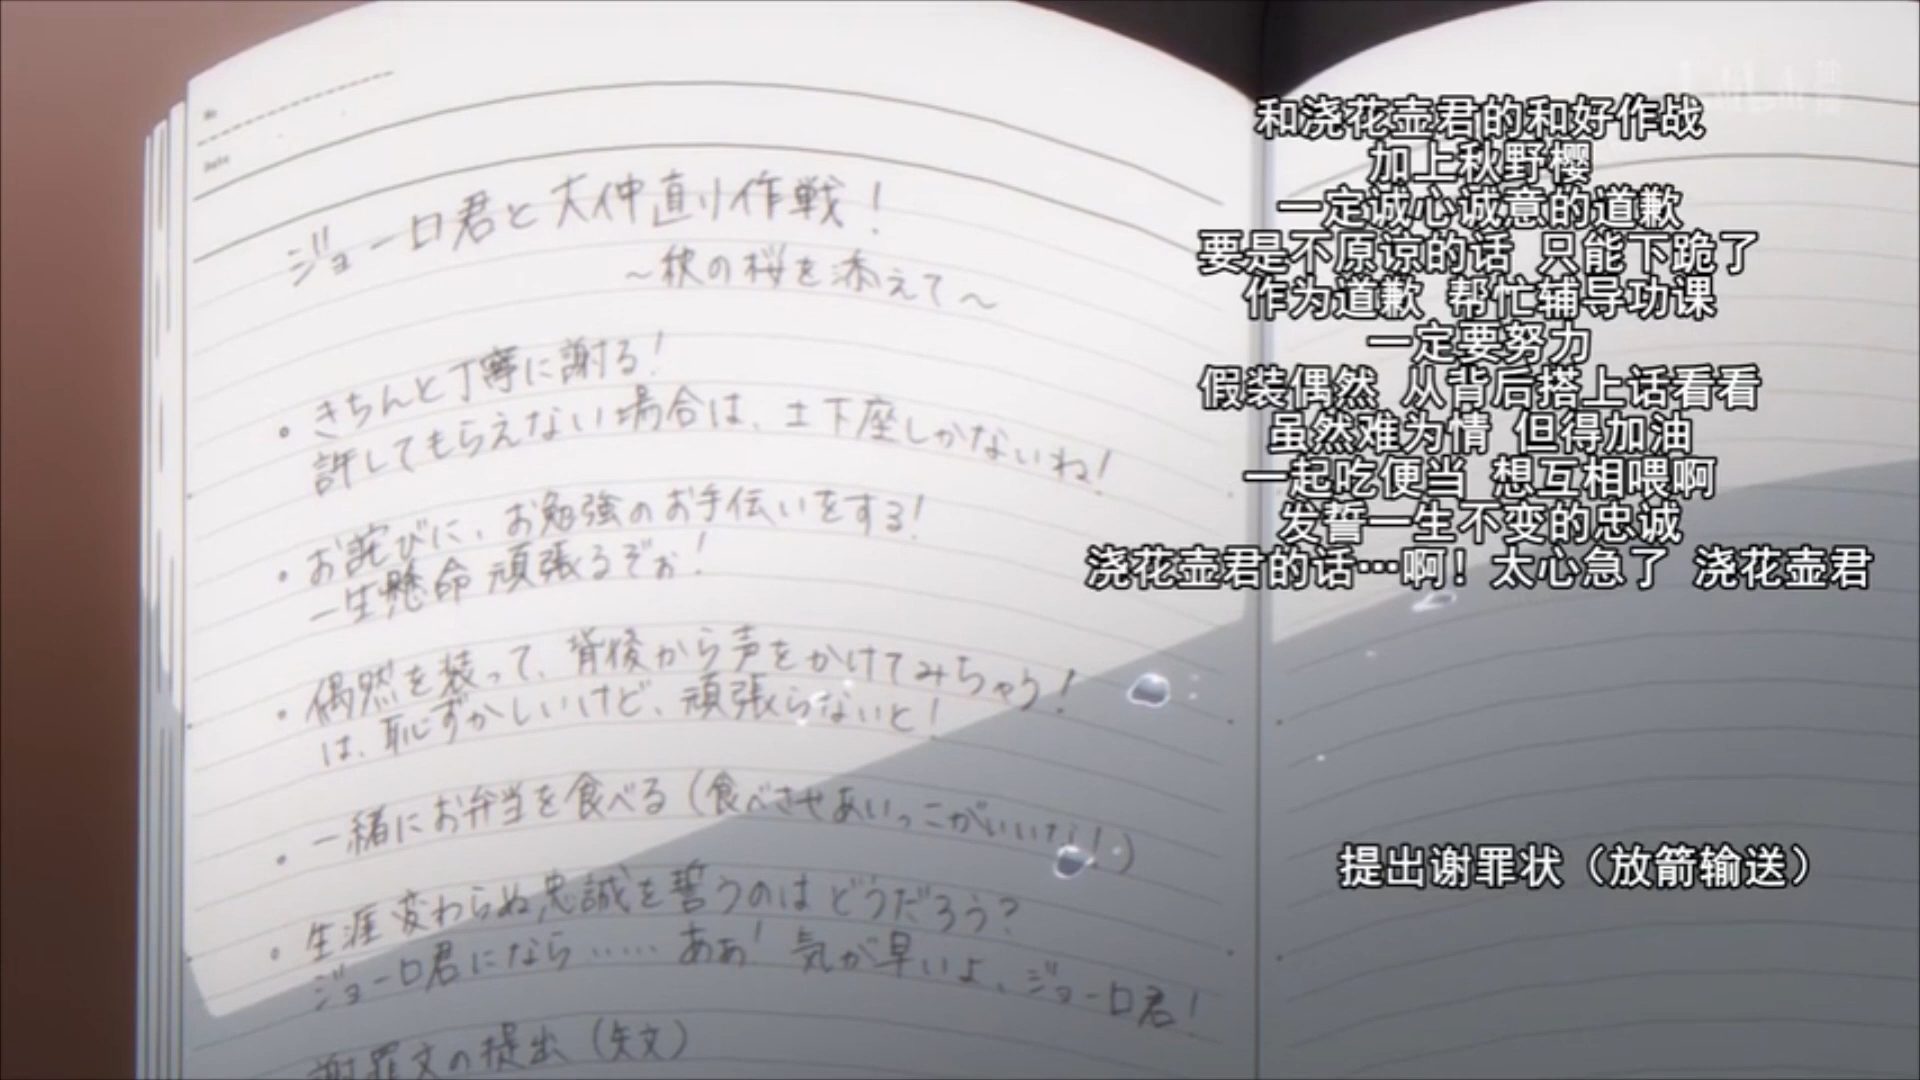 No.
Date
ジョーロ君と大仲直り作戦！
～秋の桜を添えて～
・きちんと丁寧に謝る！
許してもらえない場合は、土下座しかないね！
・お詫びに、お勉強のお手伝いをする！
一生懸命頑張るぞぉ！
・偶然を装って、背後から声をかけてみちゃう！
は、恥ずかしいけど、頑張らないと！
・一緒にお弁当を食べる（食べさせあいっこがいいな！）
・生涯変わらぬ忠誠を誓うのはどうだろう？
ジョーロ君になら……ああ！気が早いよ、ジョーロ君！
謝罪文の提出（矢文）
和浇花壶君的和好作战
加上秋野樱
一定诚心诚意的道歉
要是不原谅的话 只能下跪了
作为道歉 帮忙辅导功课
一定要努力
假装偶然 从背后搭上话看看
虽然难为情 但得加油
一起吃便当 想互相喂啊
发誓一生不变的忠诚
浇花壶君的话…啊！太心急了 浇花壶君
提出谢罪状（放箭输送）